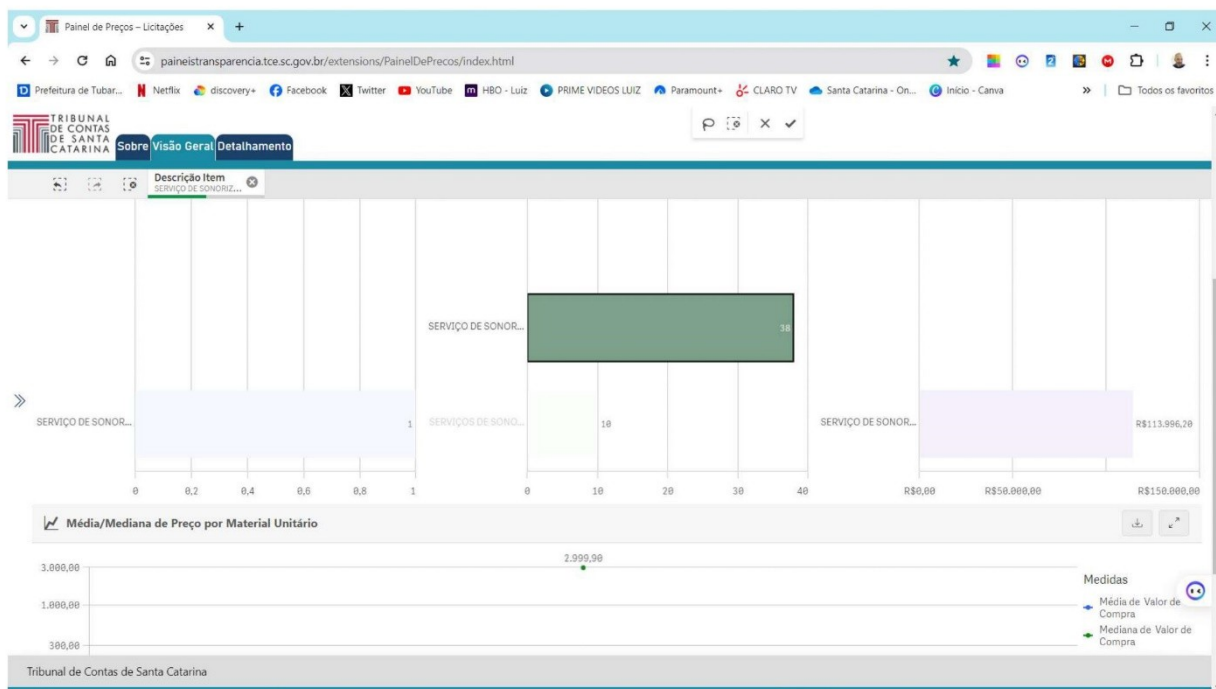 Painel de Preços – Licitações
paineistransparencia.tce.sc.gov.br/extensions/PainelDePrecos/index.html
Prefeitura de Tubar... Netflix discovery+ Facebook Twitter YouTube HBO - Luiz PRIME VIDEOS LUIZ Paramount+ CLARO TV Santa Catarina - On... Início - Canva » Todos os favoritos
TRIBUNAL
DE CONTAS
DE SANTA
CATARINA
Sobre Visão Geral Detalhamento
Descrição Item
SERVIÇO DE SONORIZ...
SERVIÇO DE SONOR... 38
SERVIÇO DE SONOR... 1 SERVIÇOS DE SONO... 10 SERVIÇO DE SONOR... R$113.996,20
0 0,2 0,4 0,6 0,8 1 0 10 20 30 40 R$0,00 R$50.000,00 R$150.000,00
Média/Mediana de Preço por Material Unitário
2.999,90
3.000,00
1.000,00
300,00
Medidas
Média de Valor de
Compra
Mediana de Valor de
Compra
Tribunal de Contas de Santa Catarina